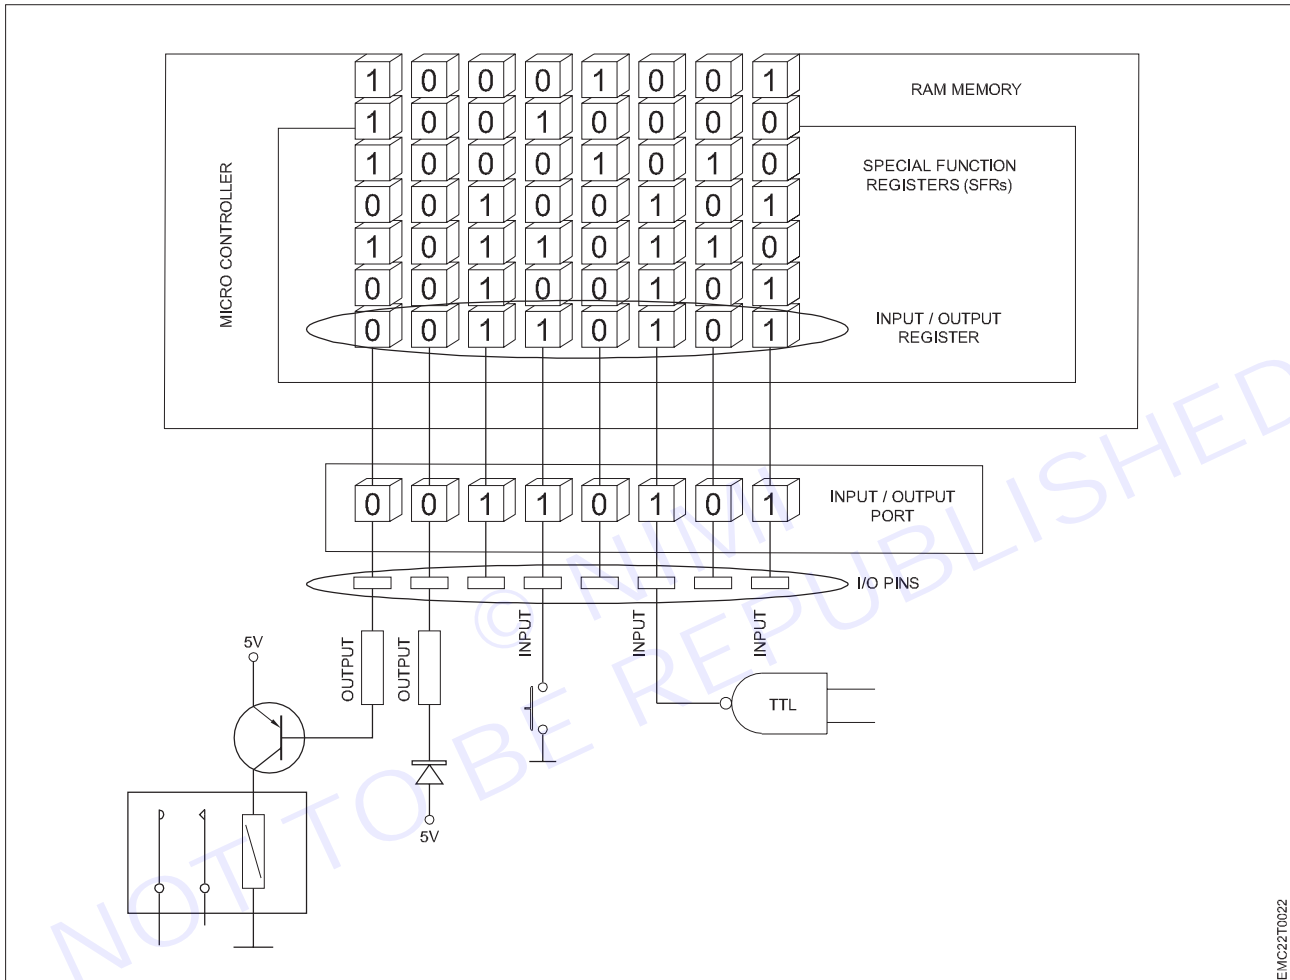 1 0 0 0 1 0 0 1
RAM MEMORY
1 0 0 1 0 0 0 0
1 0 0 0 1 0 1 0
SPECIAL FUNCTION
REGISTERS (SFRs)
0 0 1 0 0 1 0 1
1 0 1 1 0 1 1 0
0 0 1 0 0 1 0 1
0 0 1 1 0 1 0 1
INPUT / OUTPUT
REGISTER
MICRO CONTROLLER
0 0 1 1 0 1 0 1
INPUT / OUTPUT
PORT
I/O PINS
OUTPUT
OUTPUT
INPUT
INPUT
INPUT
5V
TTL
5V
© NIMI
NOT TO BE REPUBLISHED
EMC22T0022